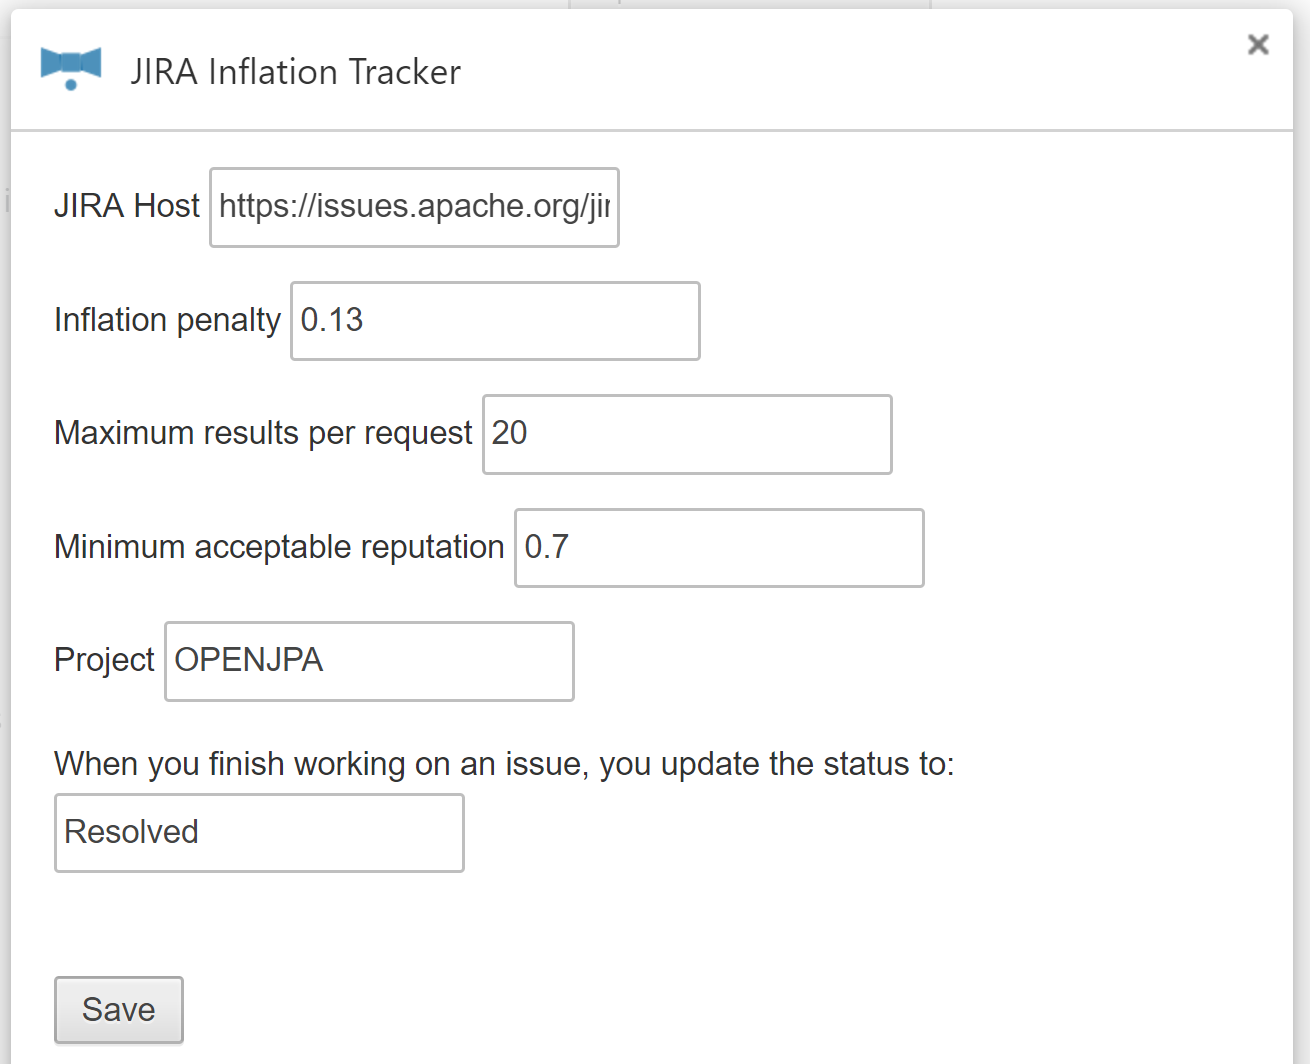 JIRA Inflation Tracker
JIRA Host https://issues.apache.org/jir
Inflation penalty 0.13
Maximum results per request 20
Minimum acceptable reputation 0.7
Project OPENJPA
When you finish working on an issue, you update the status to:
Resolved
Save